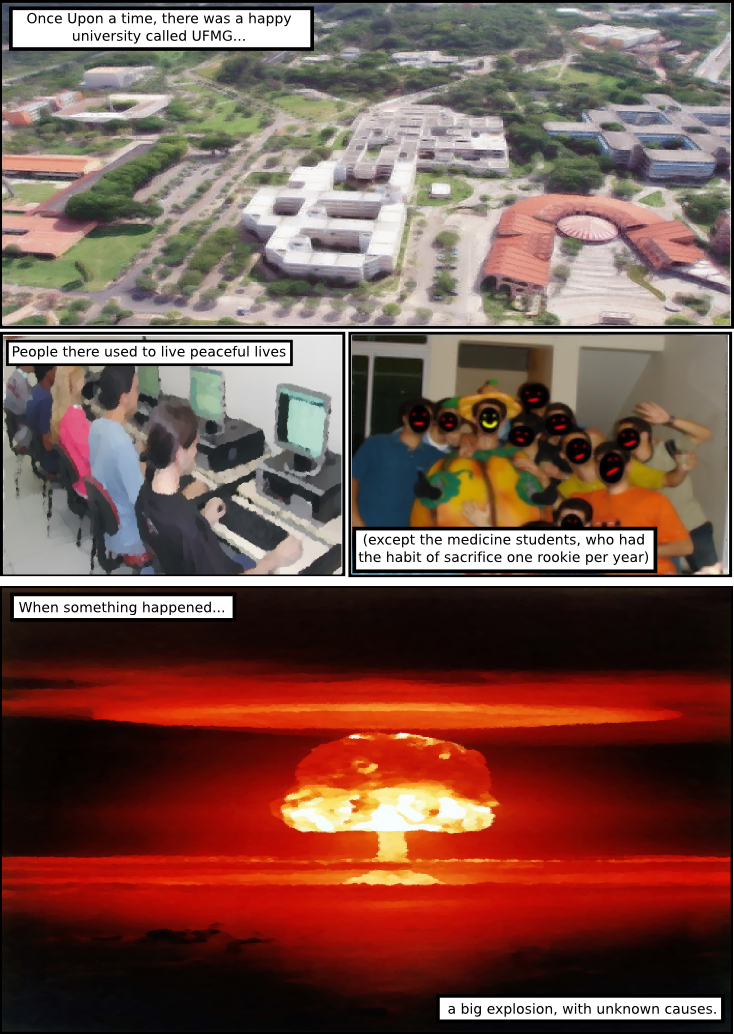 Once Upon a time, there was a happy
university called UFMG...
People there used to live peaceful lives
(except the medicine students, who had
the habit of sacrifice one rookie per year)
When something happened...
a big explosion, with unknown causes.